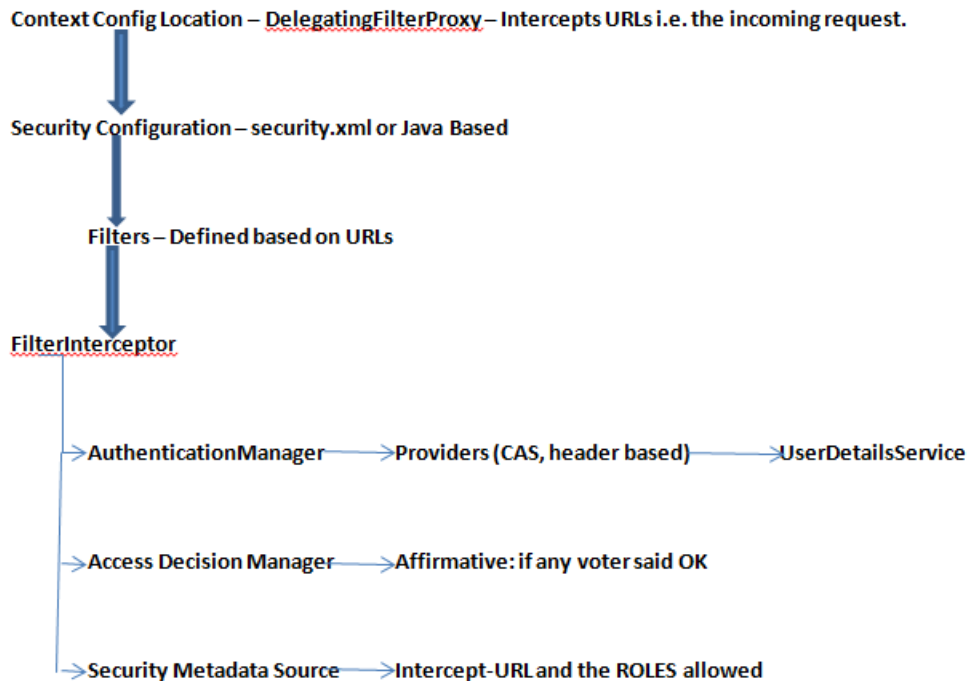 Context Config Location – DelegatingFilterProxy – Intercepts URLs i.e. the incoming request.
Security Configuration – security.xml or Java Based
Filters – Defined based on URLs
FilterInterceptor
AuthenticationManager Providers (CAS, header based) UserDetailsService
Access Decision Manager Affirmative: if any voter said OK
Security Metadata Source Intercept-URL and the ROLES allowed